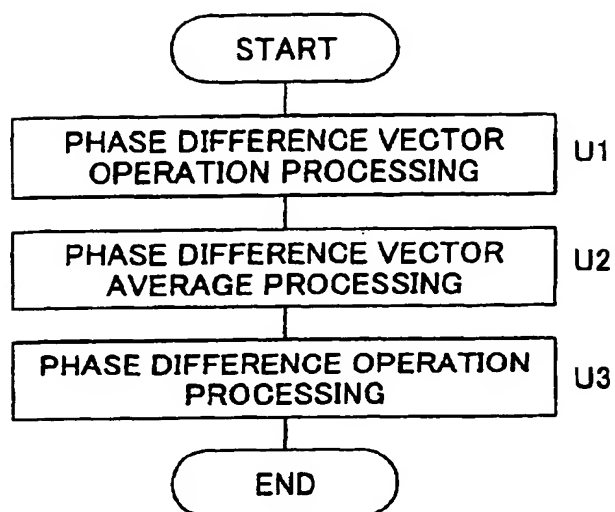 START
PHASE DIFFERENCE VECTOR
OPERATION PROCESSING
U1
PHASE DIFFERENCE VECTOR
AVERAGE PROCESSING
U2
PHASE DIFFERENCE OPERATION
PROCESSING
U3
END